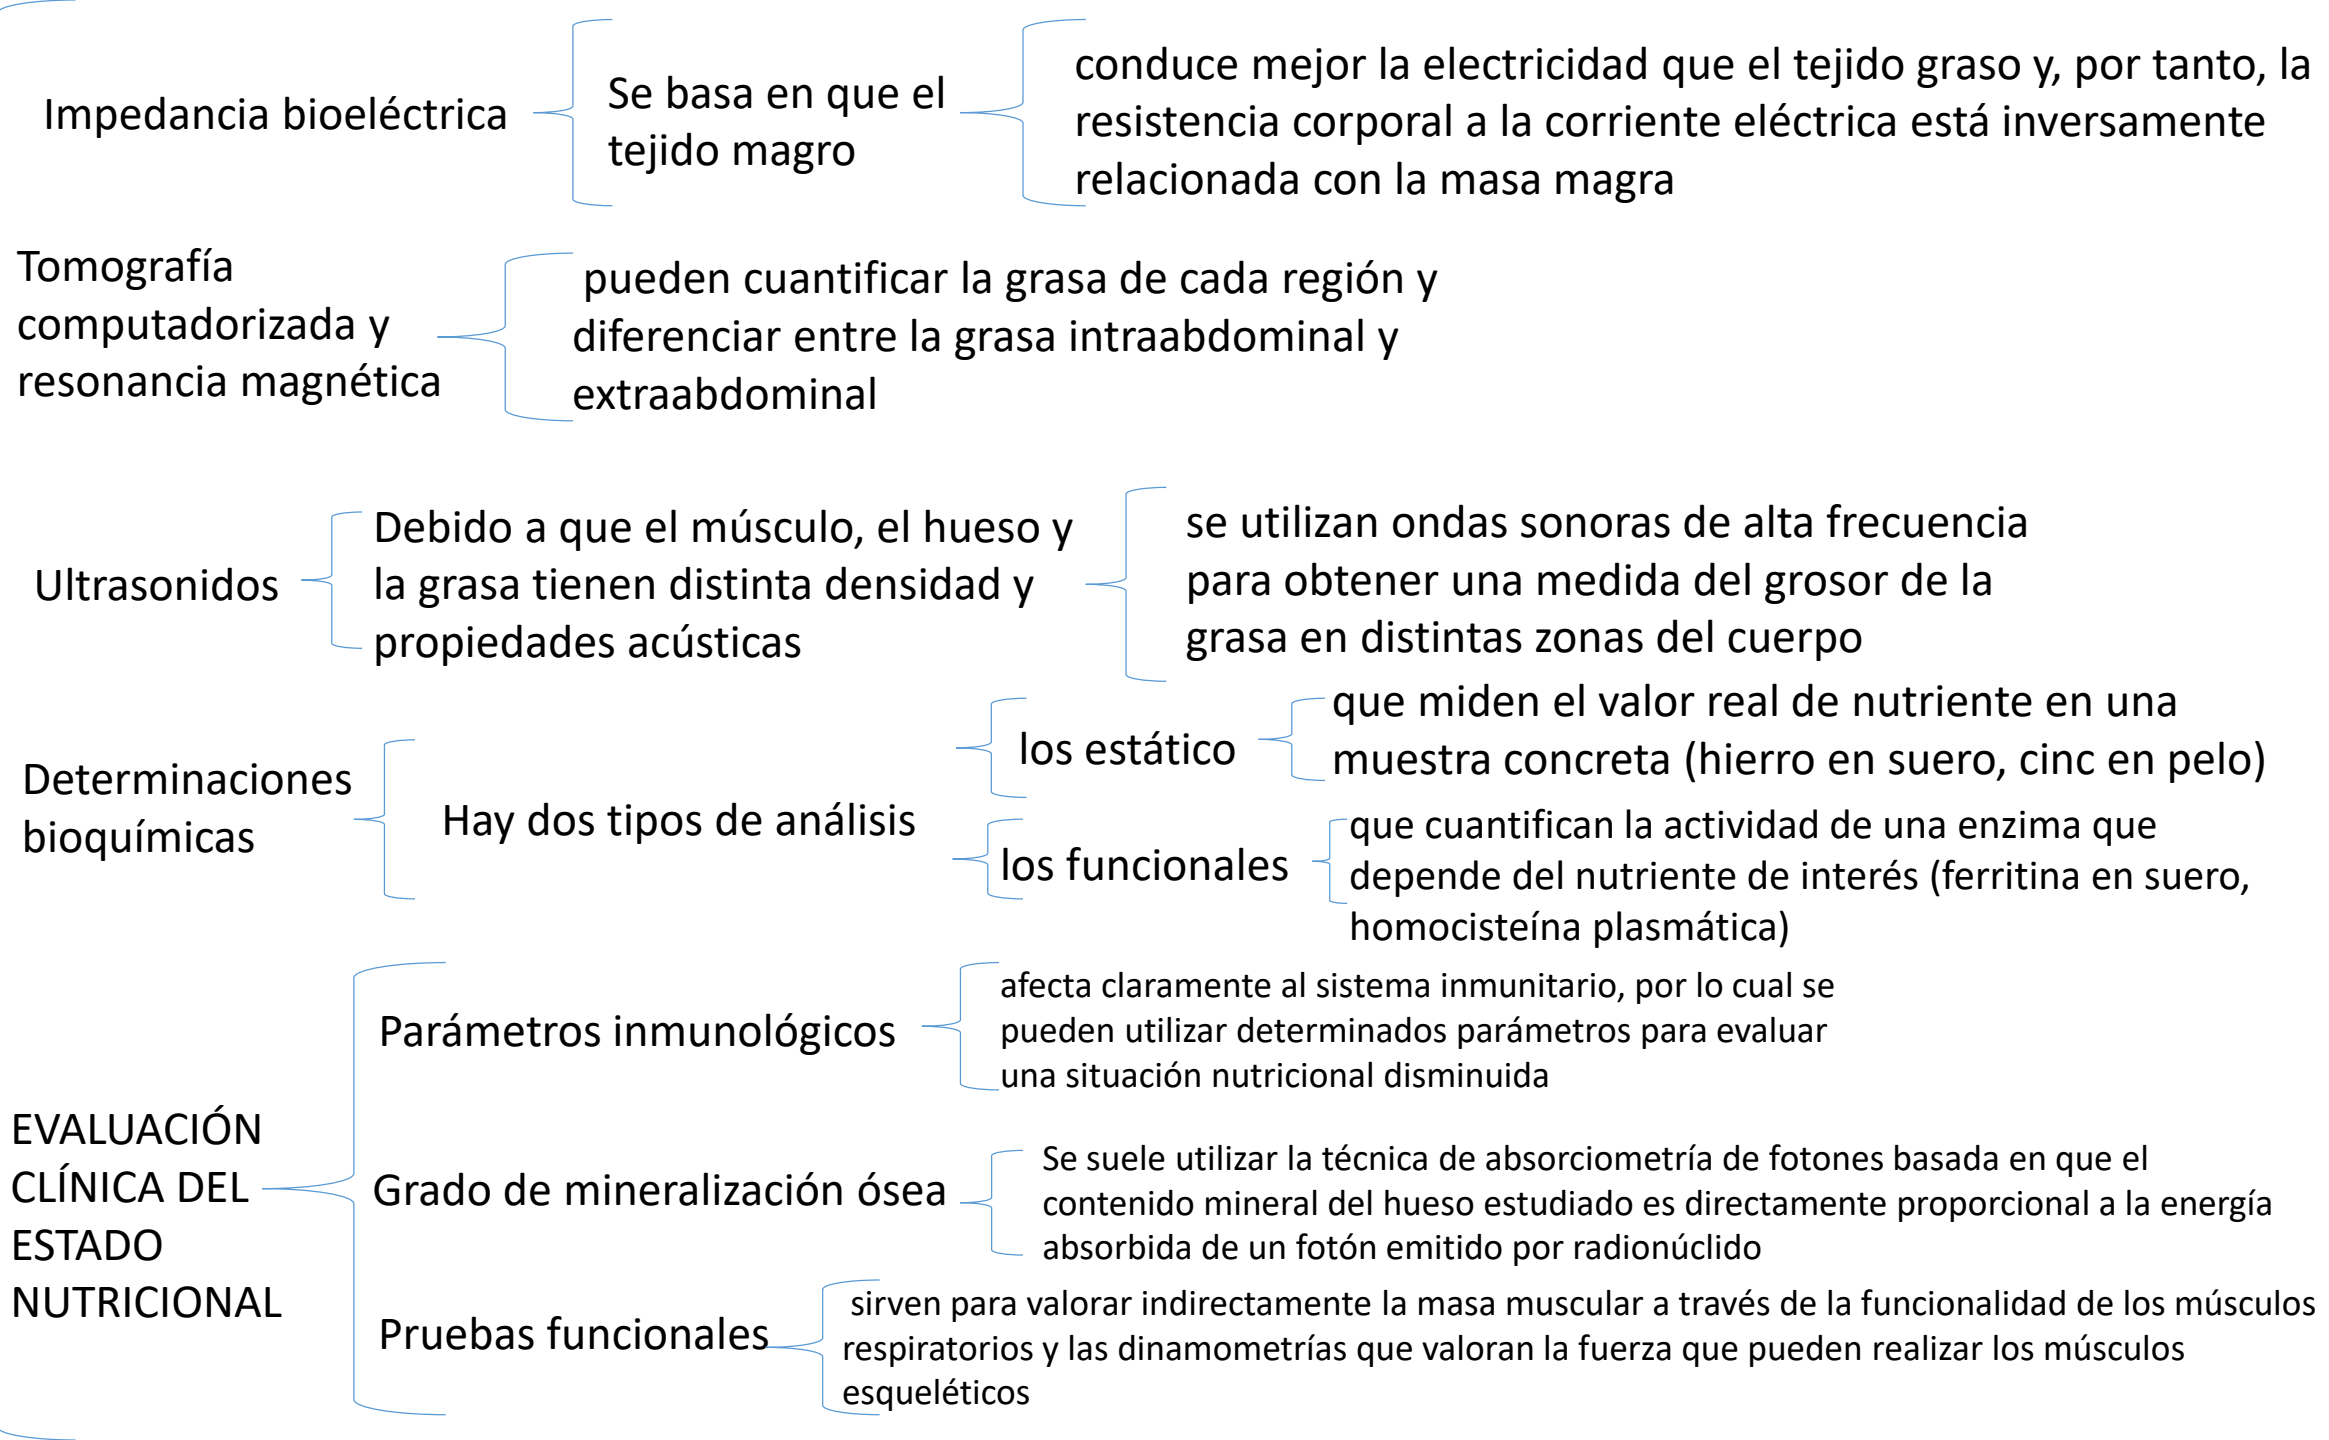 Impedancia bioeléctrica
Se basa en que el
tejido magro
conduce mejor la electricidad que el tejido graso y, por tanto, la
resistencia corporal a la corriente eléctrica está inversamente
relacionada con la masa magra
Tomografía
computadorizada y
resonancia magnética
pueden cuantificar la grasa de cada región y
diferenciar entre la grasa intraabdominal y
extraabdominal
Ultrasonidos
Debido a que el músculo, el hueso y
la grasa tienen distinta densidad y
propiedades acústicas
se utilizan ondas sonoras de alta frecuencia
para obtener una medida del grosor de la
grasa en distintas zonas del cuerpo
Determinaciones
bioquímicas
Hay dos tipos de análisis
los estático
que miden el valor real de nutriente en una
muestra concreta (hierro en suero, cinc en pelo)
los funcionales
que cuantifican la actividad de una enzima que
depende del nutriente de interés (ferritina en suero,
homocisteína plasmática)
EVALUACIÓN
CLÍNICA DEL
ESTADO
NUTRICIONAL
Parámetros inmunológicos
afecta claramente al sistema inmunitario, por lo cual se
pueden utilizar determinados parámetros para evaluar
una situación nutricional disminuida
Grado de mineralización ósea
Se suele utilizar la técnica de absorciometría de fotones basada en que el
contenido mineral del hueso estudiado es directamente proporcional a la energía
absorbida de un fotón emitido por radionúclido
Pruebas funcionales
sirven para valorar indirectamente la masa muscular a través de la funcionalidad de los músculos
respiratorios y las dinamometrías que valoran la fuerza que pueden realizar los músculos
esqueléticos